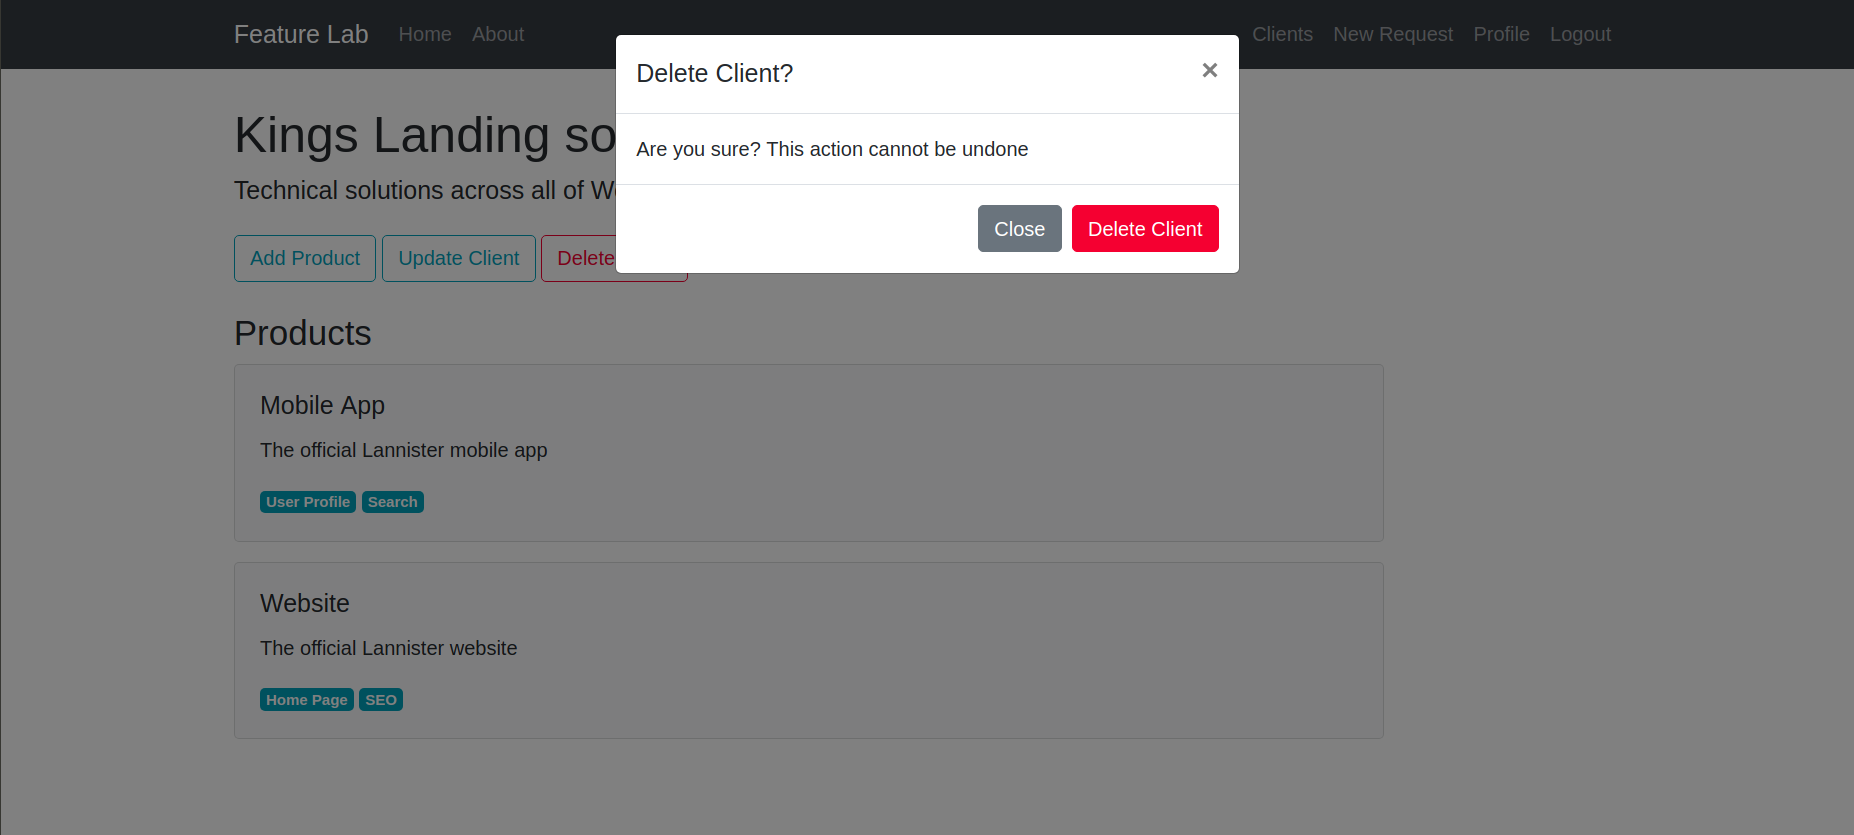 Feature Lab Home About Clients New Request Profile Logout
Delete Client? ×
Are you sure? This action cannot be undone
Close Delete Client
Kings Landing
Technical solutions across all of
Add Product Update Client Delete
Products
Mobile App
The official Lannister mobile app
User Profile Search
Website
The official Lannister website
Home Page SEO